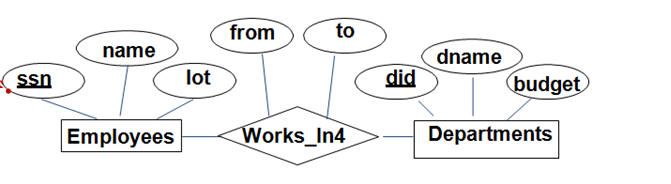 from
to
name
dname
ssn
lot
did
budget
Employees
Works_In4
Departments